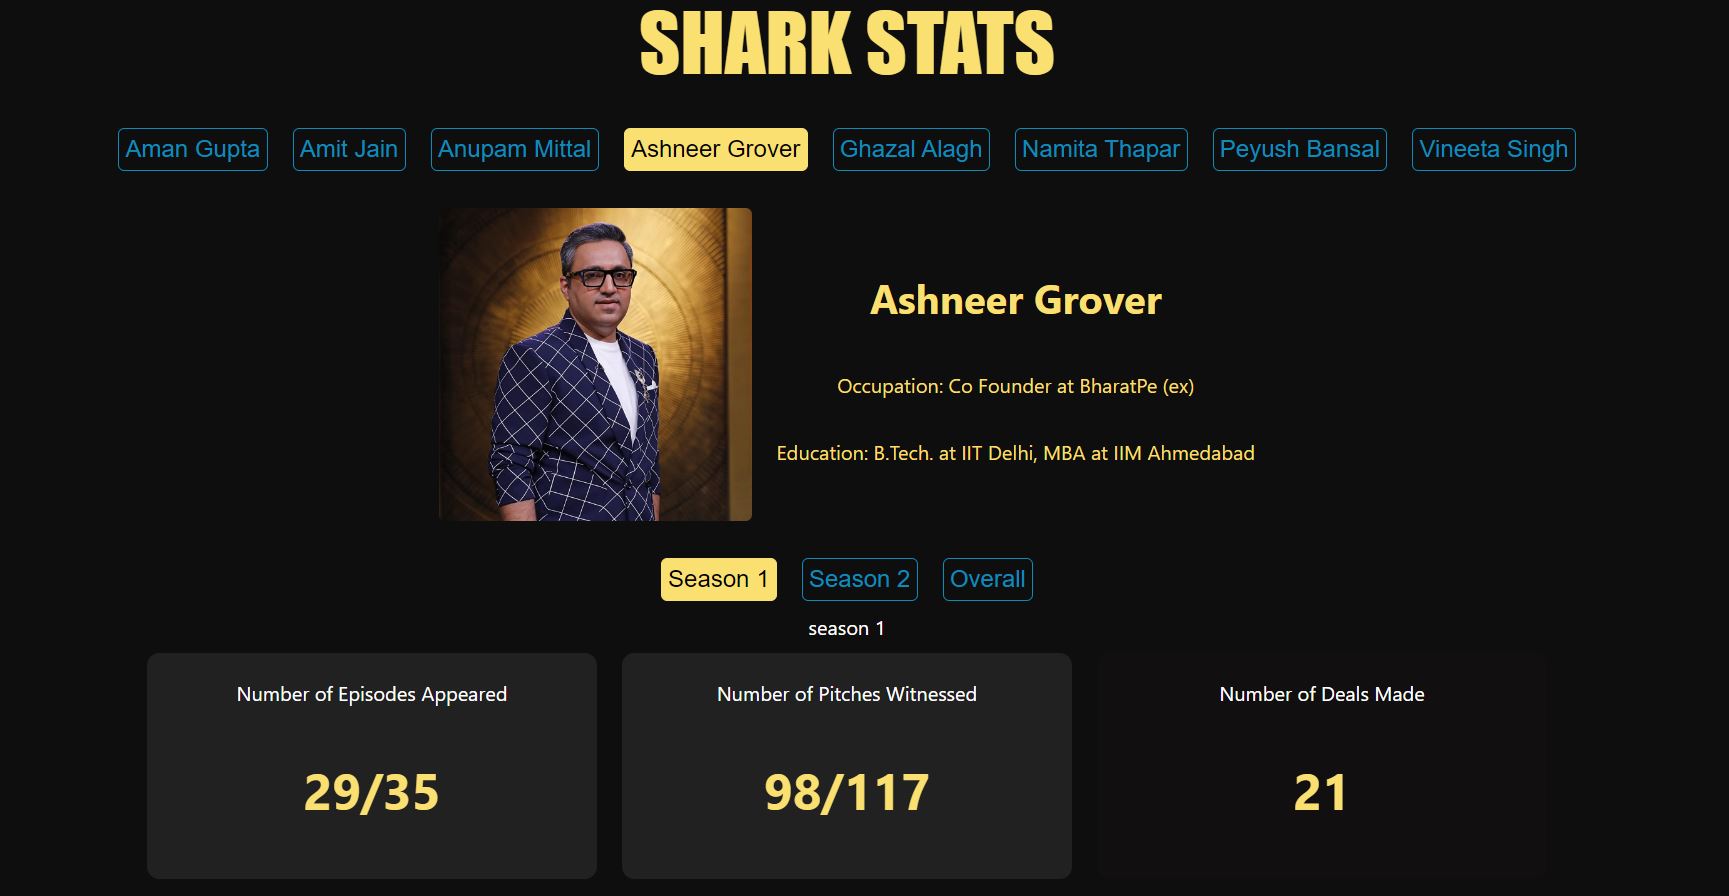 SHARK STATS
Aman Gupta Amit Jain Anupam Mittal Ashneer Grover Ghazal Alagh Namita Thapar Peyush Bansal Vineeta Singh
Ashneer Grover
Occupation: Co Founder at BharatPe (ex)
Education: B.Tech. at IIT Delhi, MBA at IIM Ahmedabad
Season 1 Season 2 Overall
season 1
Number of Episodes Appeared Number of Pitches Witnessed Number of Deals Made
29/35 98/117 21